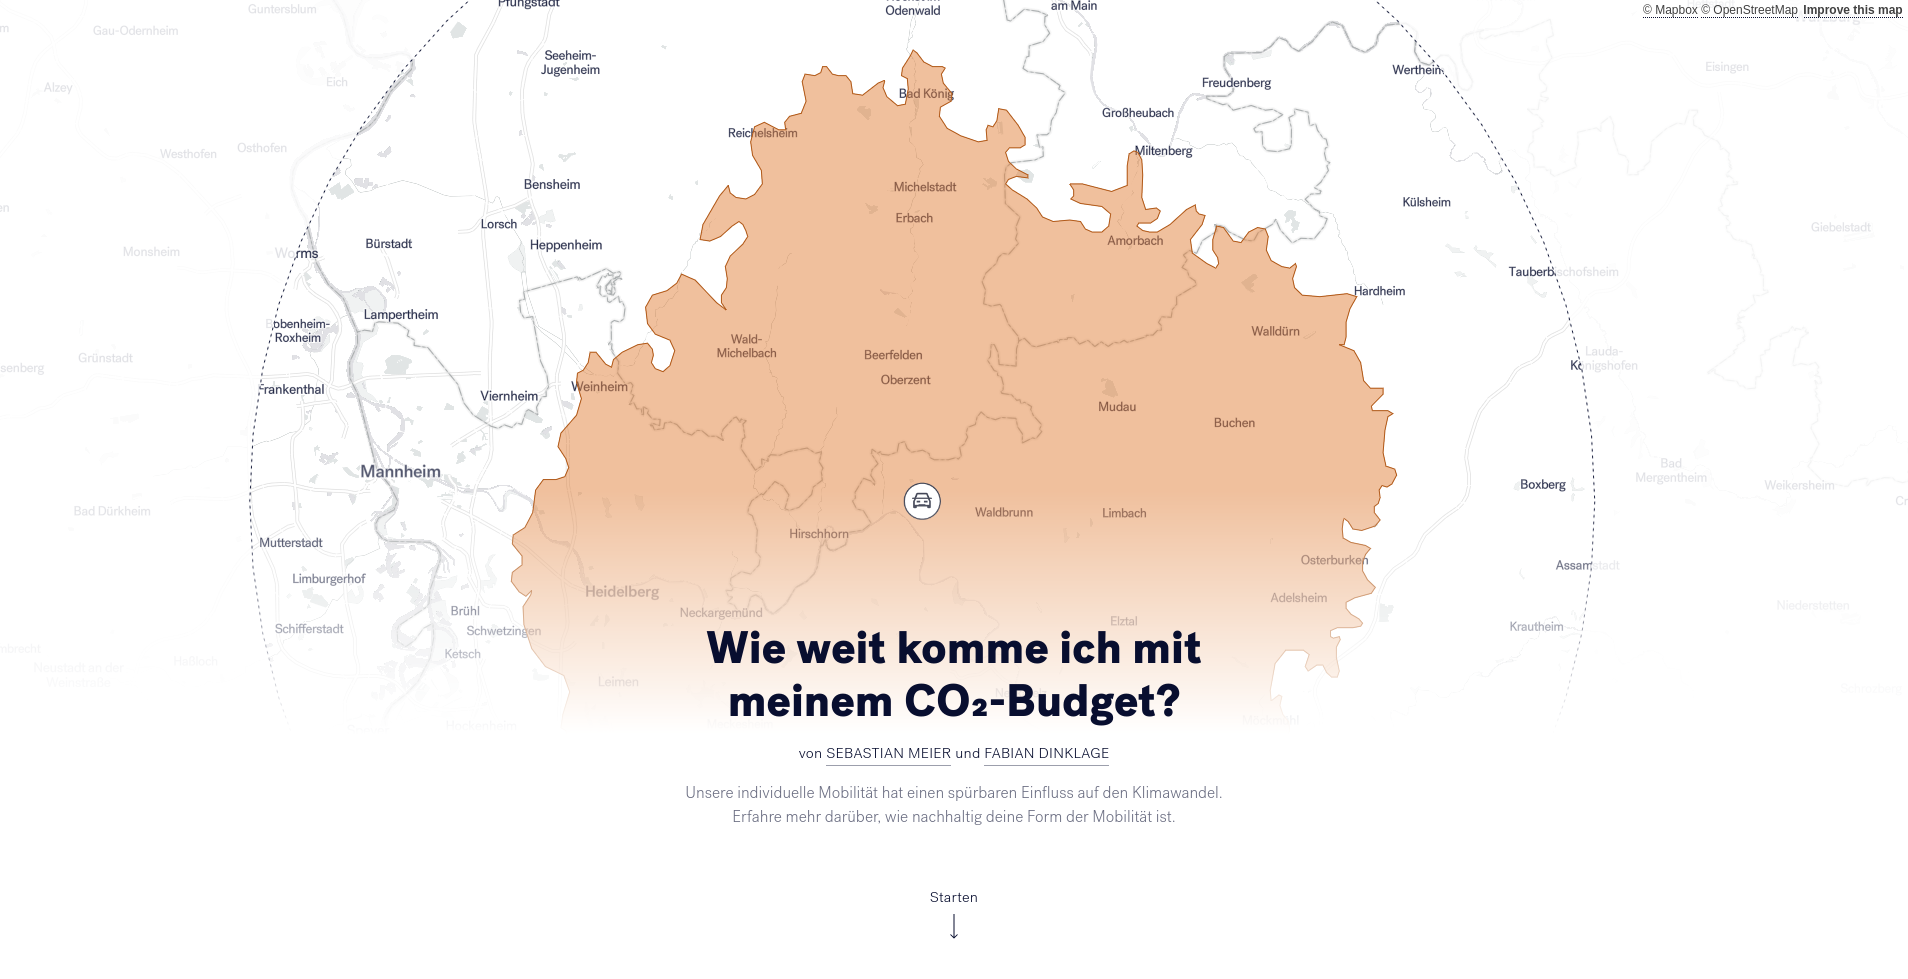 Pfungstadt
Odenwald
am Main
© Mapbox © OpenStreetMap Improve this map
Guntersblum
Gau-Odernheim
Seeheim-
Jugenheim
Wertheim
Eisingen
Eich
Alzey
Freudenberg
Bad König
Großheubach
Reichelsheim
Westhofen
Osthofen
Miltenberg
Bensheim
Michelstadt
Külsheim
Erbach
Lorsch
Giebelstadt
Bürstadt
Heppenheim
Amorbach
Monsheim
Worms
Tauberbischofsheim
Hardheim
Lampertheim
Bobenheim-
Roxheim
Walldürn
Wald-
Michelbach
Beerfelden
Grünstadt
Lauda-
Königshofen
senberg
Oberzent
Frankenthal
Weinheim
Viernheim
Mudau
Buchen
Mannheim
Bad
Mergentheim
Boxberg
Weikersheim
Cr
Bad Dürkheim
Waldbrunn
Limbach
Hirschhorn
Mutterstadt
Osterburken
Assamstadt
Limburgerhof
Heidelberg
Adelsheim
Niederstetten
Brühl
Neckargemünd
Elztal
Schifferstadt
Schwetzingen
Krautheim
Ketsch
Haßloch
Neustadt an der
Weinstraße
Leimen
Wie weit komme ich mit
meinem CO₂-Budget?
Möckmühl
Hockenheim
von SEBASTIAN MEIER und FABIAN DINKLAGE
Unsere individuelle Mobilität hat einen spürbaren Einfluss auf den Klimawandel.
Erfahre mehr darüber, wie nachhaltig deine Form der Mobilität ist.
Starten